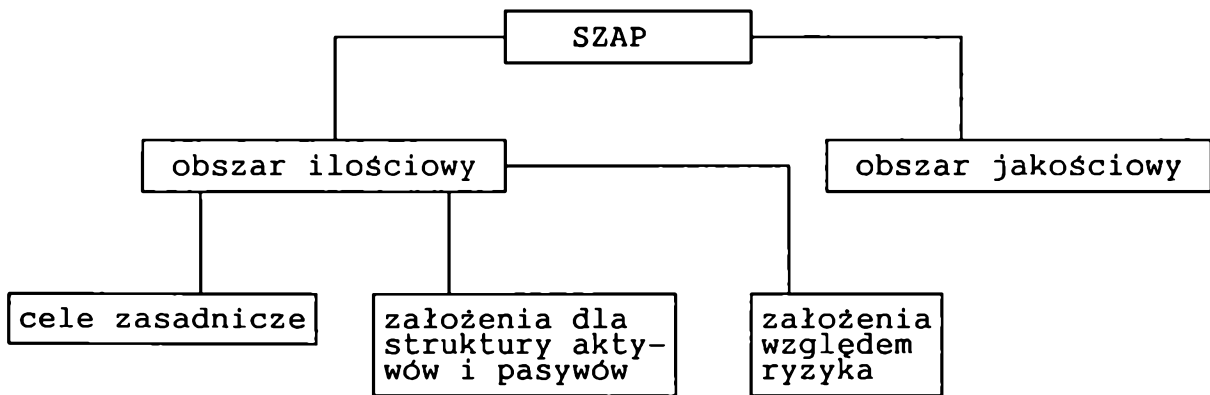 SZAP
obszar ilościowy
obszar jakościowy
cele zasadnicze
założenia dla
struktury akty-
wów i pasywów
założenia
względem
ryzyka